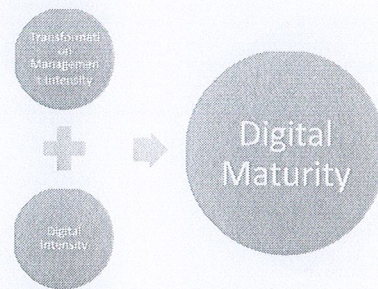 Transformati
on
Managemen
t Intensity
Digital
Intensity
Digital
Maturity